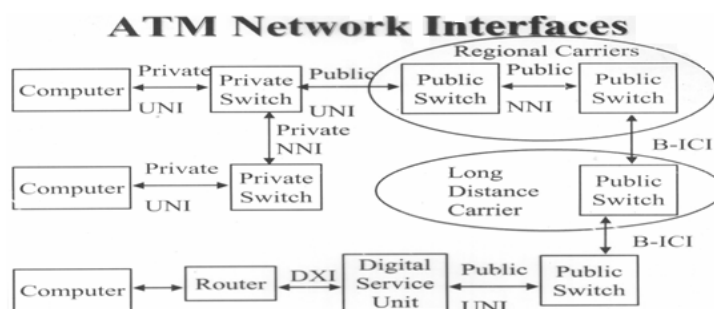 ATM Network Interfaces
Regional Carriers
Computer
Private
UNI
Private
Switch
Public
UNI
Public
Switch
Public
NNI
Public
Switch
Private
NNI
B-ICI
Computer
Private
UNI
Private
Switch
Long
Distance
Carrier
Public
Switch
B-ICI
Computer
Router
DXI
Digital
Service
Unit
Public
UNI
Public
Switch